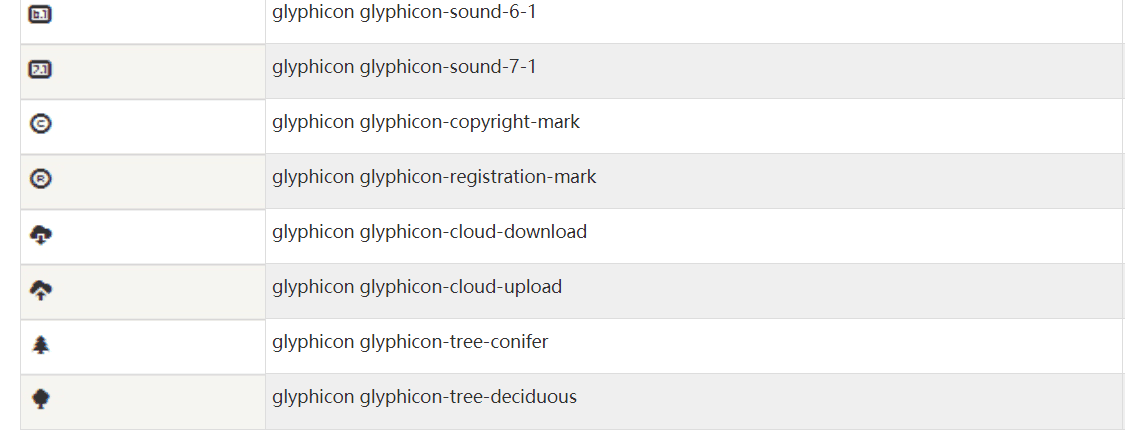 6.1 glyphicon glyphicon-sound-6-1
7.1 glyphicon glyphicon-sound-7-1
C glyphicon glyphicon-copyright-mark
R glyphicon glyphicon-registration-mark
glyphicon glyphicon-cloud-download
glyphicon glyphicon-cloud-upload
glyphicon glyphicon-tree-conifer
glyphicon glyphicon-tree-deciduous